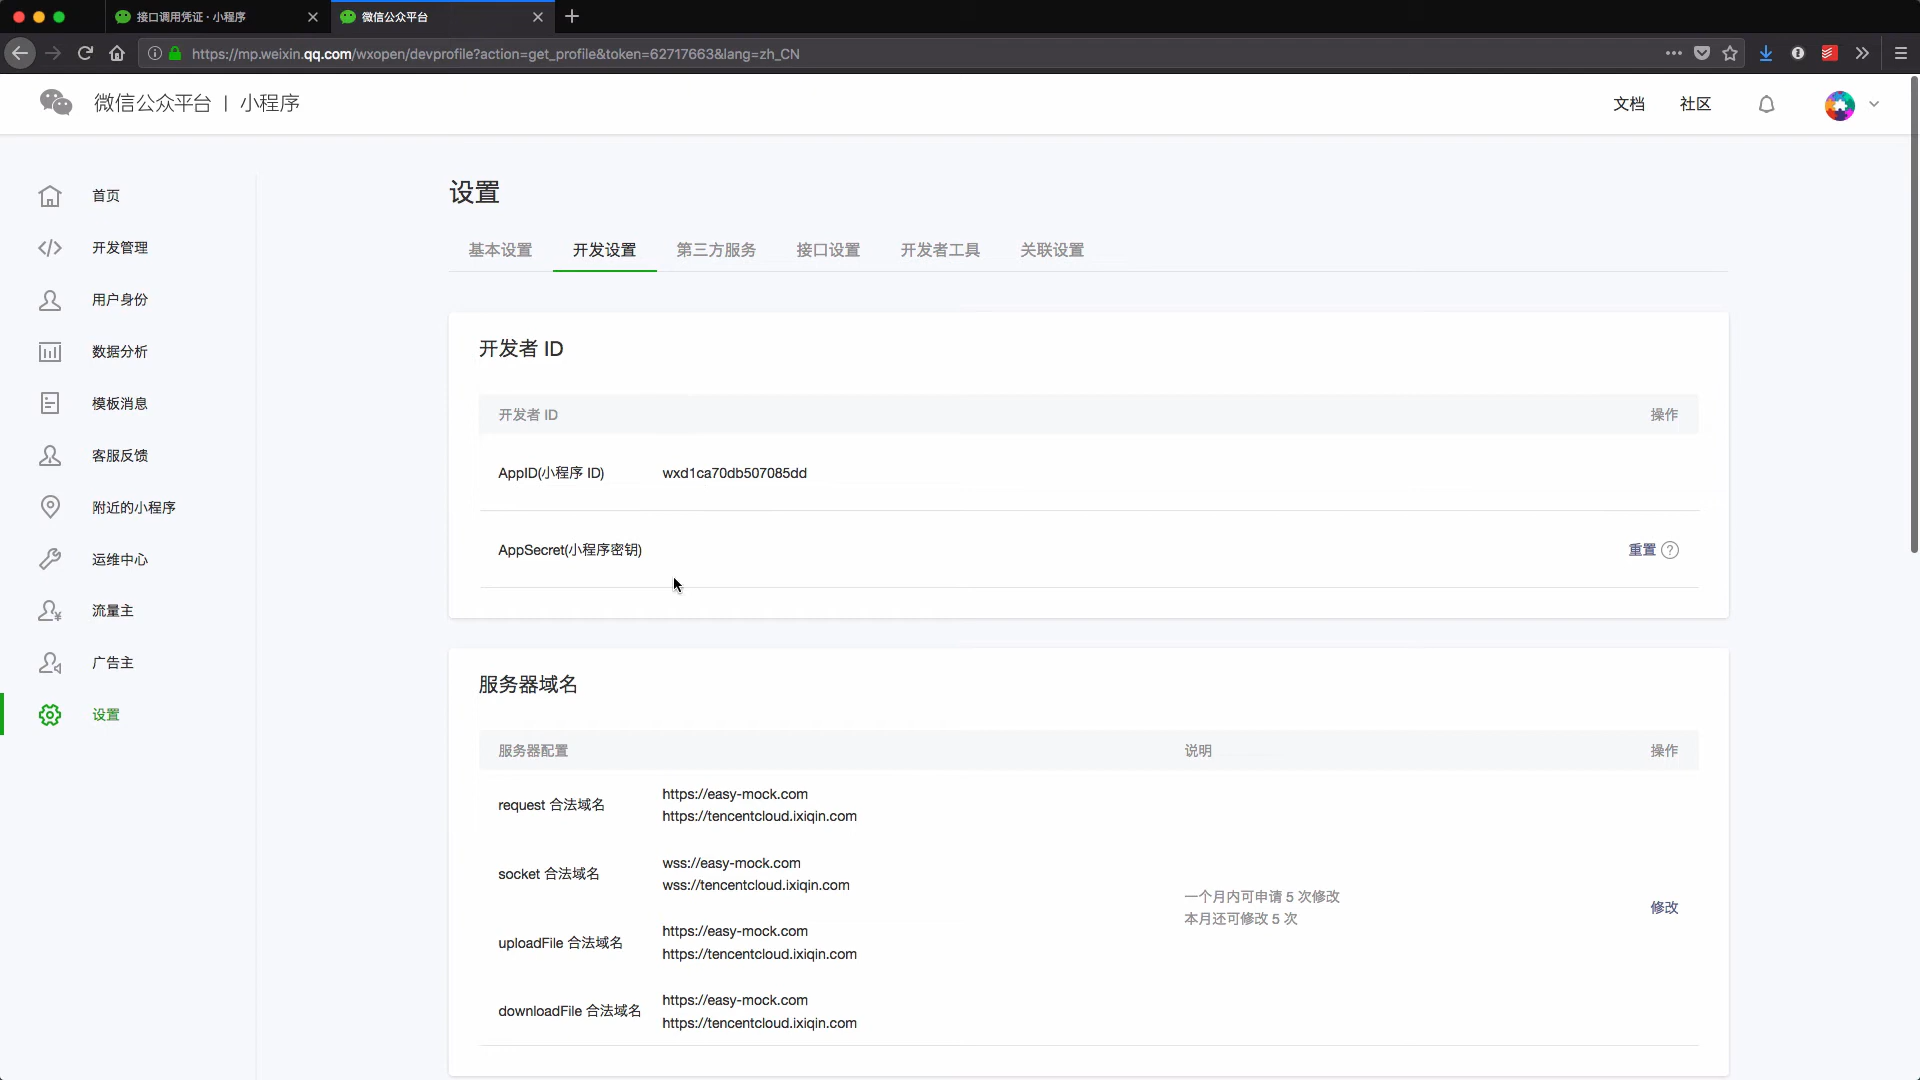 接口调用凭证 · 小程序
微信公众平台
https://mp.weixin.qq.com/wxopen/devprofile?action=get_profile&token=62717663&lang=zh_CN
微信公众平台 | 小程序
文档
社区
首页
开发管理
用户身份
数据分析
模板消息
客服反馈
附近的小程序
运维中心
流量主
广告主
设置
设置
基本设置
开发设置
第三方服务
接口设置
开发者工具
关联设置
开发者 ID
开发者 ID
操作
AppID(小程序 ID)
wxd1ca70db507085dd
AppSecret(小程序密钥)
重置
服务器域名
服务器配置
说明
操作
request 合法域名
https://easy-mock.com
https://tencentcloud.ixiqin.com
socket 合法域名
wss://easy-mock.com
wss://tencentcloud.ixiqin.com
uploadFile 合法域名
https://easy-mock.com
https://tencentcloud.ixiqin.com
downloadFile 合法域名
https://easy-mock.com
https://tencentcloud.ixiqin.com
一个月内可申请 5 次修改
本月还可修改 5 次
修改